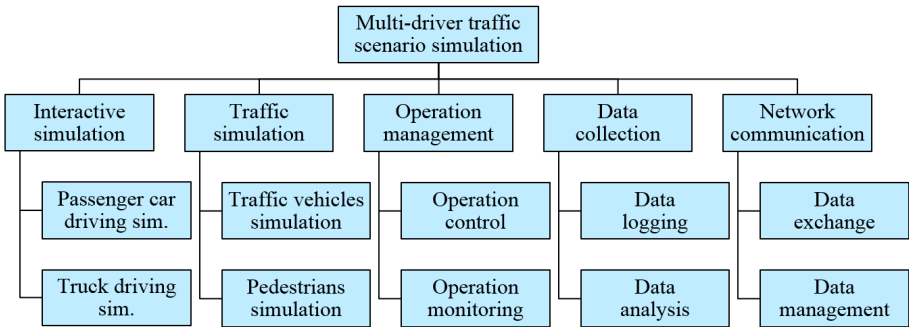 Multi-driver traffic
scenario simulation
Interactive
simulation
Traffic
simulation
Operation
management
Data
collection
Network
communication
Passenger car
driving sim.
Traffic vehicles
simulation
Operation
control
Data
logging
Data
exchange
Truck driving
sim.
Pedestrians
simulation
Operation
monitoring
Data
analysis
Data
management